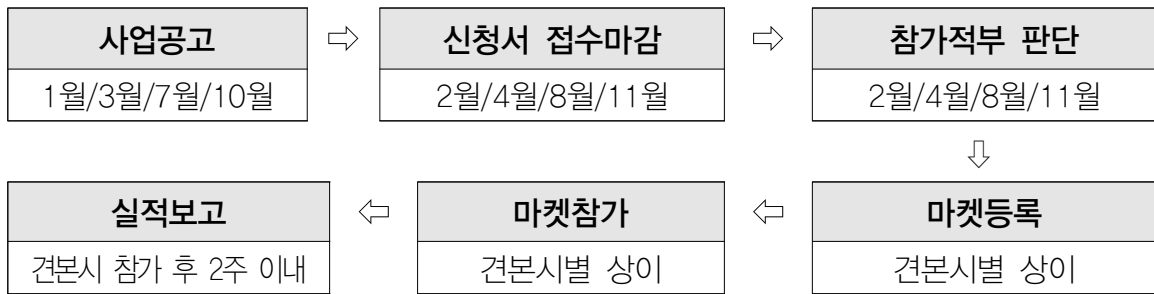 사업공고
1월/3월/7월/10월
⇨
신청서 접수마감
2월/4월/8월/11월
⇨
참가적부 판단
2월/4월/8월/11월
⇩
마켓등록
견본시별 상이
⇦
마켓참가
견본시별 상이
⇦
실적보고
견본시 참가 후 2주 이내